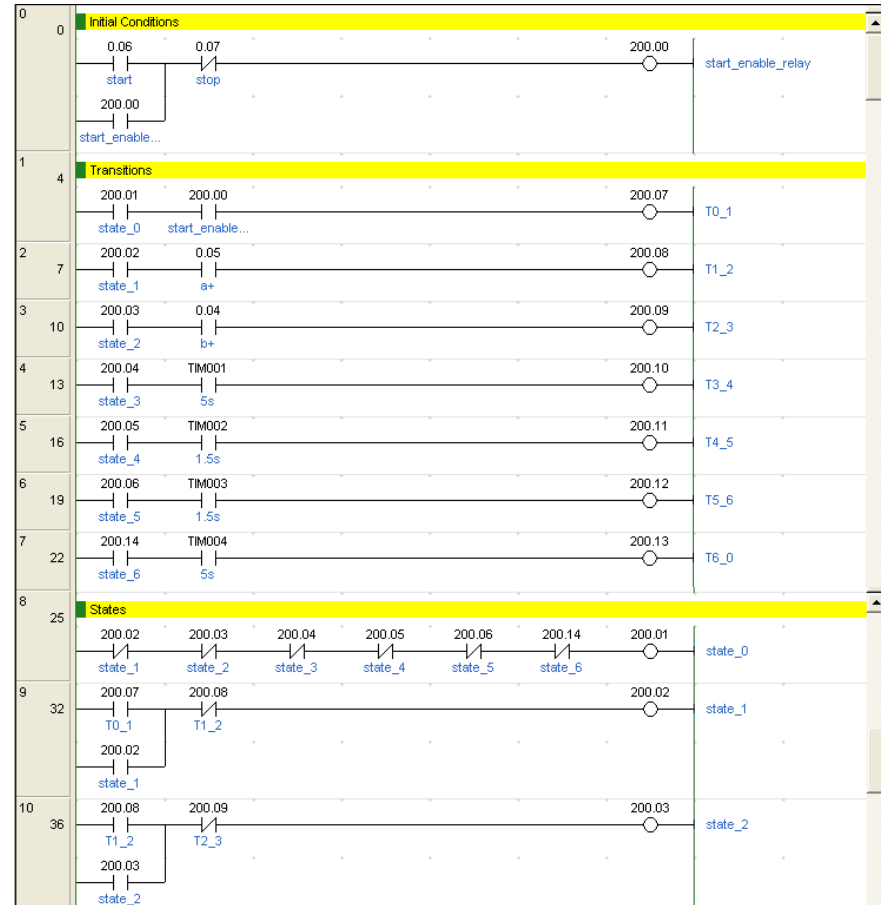 0 0 Initial Conditions
0.06 0.07 200.00
start_enable_relay
start stop
200.00
start_enable...
1 4 Transitions
200.01 200.00 200.07
T0_1
state_0 start_enable...
2 200.02 0.05 200.08
7 T1_2
state_1 a+
3 200.03 0.04 200.09
10 T2_3
state_2 b+
4 200.04 TIM001 200.10
13 T3_4
state_3 5s
5 200.05 TIM002 200.11
16 T4_5
state_4 1.5s
6 200.06 TIM003 200.12
19 T5_6
state_5 1.5s
7 200.14 TIM004 200.13
22 T6_0
state_6 5s
8 25 States
200.02 200.03 200.04 200.05 200.06 200.14 200.01
state_0
state_1 state_2 state_3 state_4 state_5 state_6
9 200.07 200.08 200.02
32 state_1
T0_1 T1_2
200.02
state_1
10 200.08 200.09 200.03
36 state_2
T1_2 T2_3
200.03
state_2